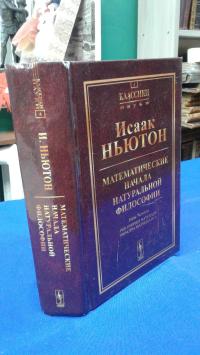 КЛАССИКИ
науки
Исаак
НЬЮТОН
МАТЕМАТИЧЕСКИЕ
НАЧАЛА
НАТУРАЛЬНОЙ
ФИЛОСОФИИ
И. НЬЮТОН
МАТЕМАТИЧЕСКИЕ
НАЧАЛА
НАТУРАЛЬНОЙ
ФИЛОСОФИИ